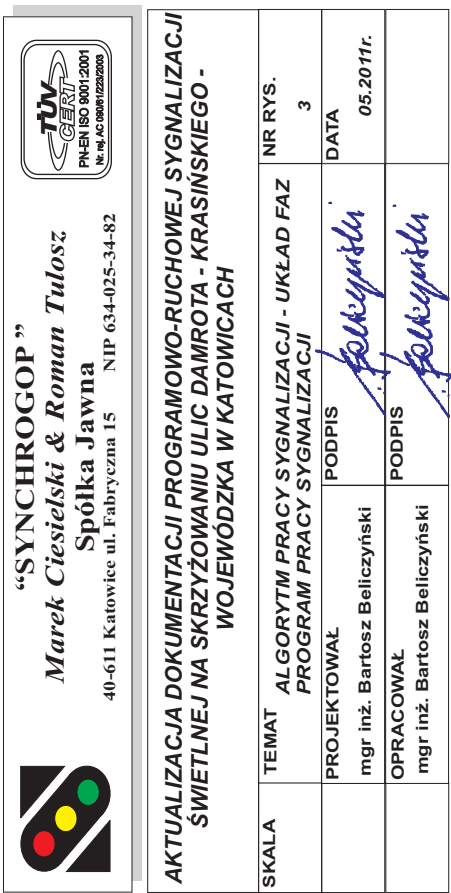 “SYNCHROGOP”
Marek Ciesielski & Roman Tulosz
Spółka Jawna
40-611 Katowice ul. Fabryczna 15 NIP 634-025-34-82
TÜV
CERT
PN-EN ISO 9001:2001
Nr. rej. AC 090/61/223/2003
AKTUALIZACJA DOKUMENTACJI PROGRAMOWO-RUCHOWEJ SYGNALIZACJI
ŚWIETLNEJ NA SKRZYŻOWANIU ULIC DAMROTA - KRASIŃSKIEGO -
WOJEWÓDZKA W KATOWICACH
SKALA
TEMAT
ALGORYTM PRACY SYGNALIZACJI - UKŁAD FAZ
PROGRAM PRACY SYGNALIZACJI
NR RYS.
3
PROJEKTOWAŁ
mgr inż. Bartosz Beliczyński
PODPIS
DATA
05.2011r.
OPRACOWAŁ
mgr inż. Bartosz Beliczyński
PODPIS